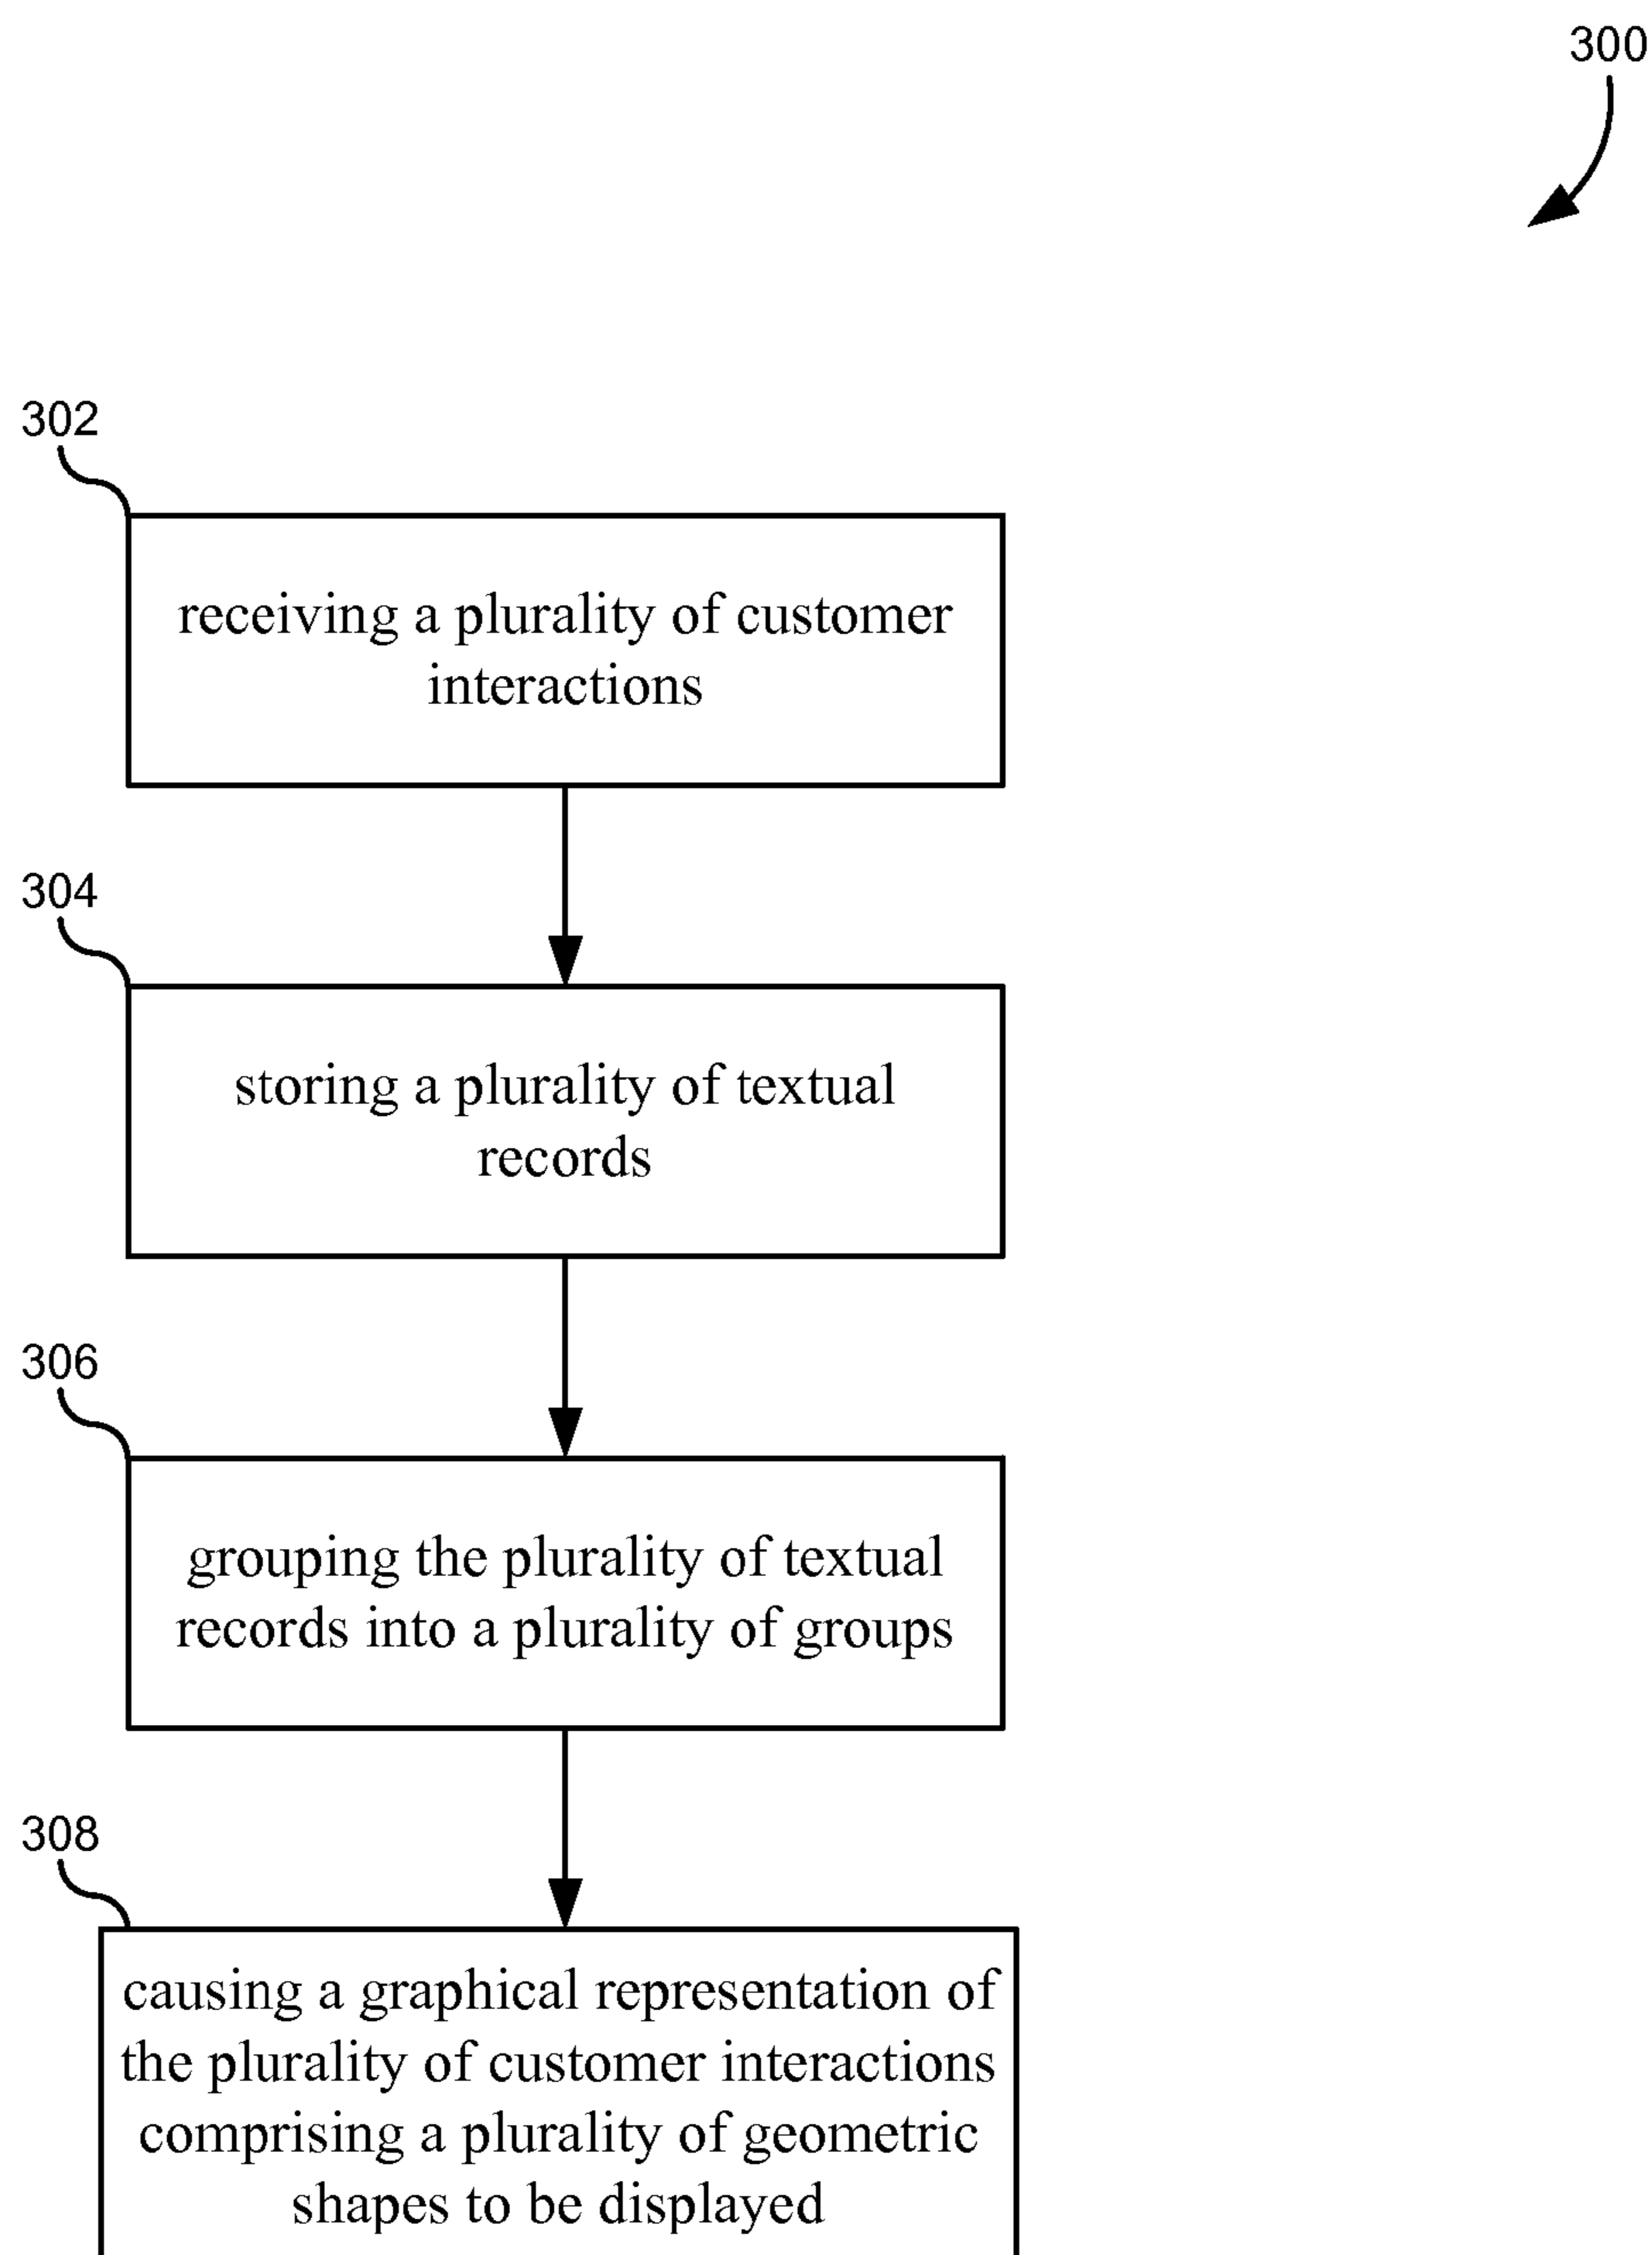 300
302
receiving a plurality of customer
interactions
304
storing a plurality of textual
records
306
grouping the plurality of textual
records into a plurality of groups
308
causing a graphical representation of
the plurality of customer interactions
comprising a plurality of geometric
shapes to be displayed